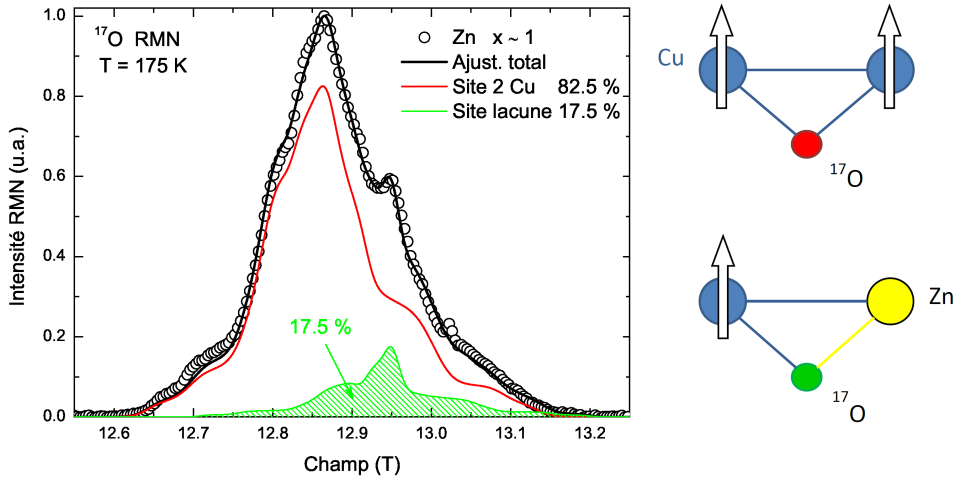 ¹⁷O RMN
T = 175 K
Zn x ~ 1
Ajust. total
Site 2 Cu 82.5 %
Site lacune 17.5 %
17.5 %
Intensité RMN (u.a.)
1.0
0.8
0.6
0.4
0.2
0.0
12.6 12.7 12.8 12.9 13.0 13.1 13.2
Champ (T)
Cu
¹⁷O
Zn
¹⁷O